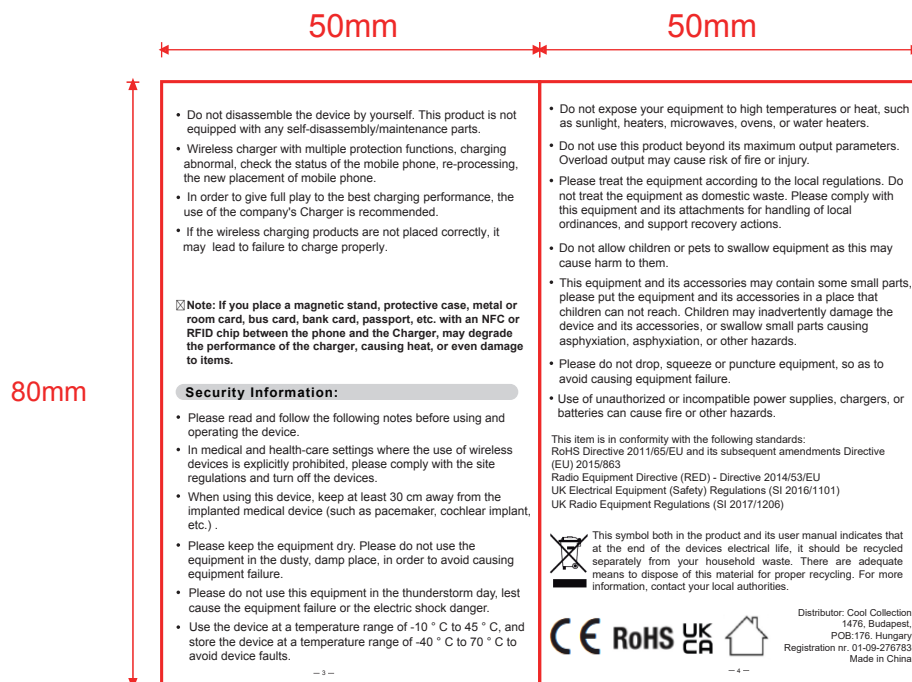 50mm
50mm
80mm
• Do not disassemble the device by yourself. This product is not
equipped with any self-disassembly/maintenance parts.
• Wireless charger with multiple protection functions, charging
abnormal, check the status of the mobile phone, re-processing,
the new placement of mobile phone.
• In order to give full play to the best charging performance, the
use of the company's Charger is recommended.
• If the wireless charging products are not placed correctly, it
may lead to failure to charge properly.
Note: If you place a magnetic stand, protective case, metal or
room card, bus card, bank card, passport, etc. with an NFC or
RFID chip between the phone and the Charger, may degrade
the performance of the charger, causing heat, or even damage
to items.
Security Information:
• Please read and follow the following notes before using and
operating the device.
• In medical and health-care settings where the use of wireless
devices is explicitly prohibited, please comply with the site
regulations and turn off the devices.
• When using this device, keep at least 30 cm away from the
implanted medical device (such as pacemaker, cochlear implant,
etc.) .
• Please keep the equipment dry. Please do not use the
equipment in the dusty, damp place, in order to avoid causing
equipment failure.
• Please do not use this equipment in the thunderstorm day, lest
cause the equipment failure or the electric shock danger.
• Use the device at a temperature range of -10 ° C to 45 ° C, and
store the device at a temperature range of -40 ° C to 70 ° C to
avoid device faults.
— 3 —
• Do not expose your equipment to high temperatures or heat, such
as sunlight, heaters, microwaves, ovens, or water heaters.
• Do not use this product beyond its maximum output parameters.
Overload output may cause risk of fire or injury.
• Please treat the equipment according to the local regulations. Do
not treat the equipment as domestic waste. Please comply with
this equipment and its attachments for handling of local
ordinances, and support recovery actions.
• Do not allow children or pets to swallow equipment as this may
cause harm to them.
• This equipment and its accessories may contain some small parts,
please put the equipment and its accessories in a place that
children can not reach. Children may inadvertently damage the
device and its accessories, or swallow small parts causing
asphyxiation, asphyxiation, or other hazards.
• Please do not drop, squeeze or puncture equipment, so as to
avoid causing equipment failure.
• Use of unauthorized or incompatible power supplies, chargers, or
batteries can cause fire or other hazards.
This item is in conformity with the following standards:
RoHS Directive 2011/65/EU and its subsequent amendments Directive
(EU) 2015/863
Radio Equipment Directive (RED) - Directive 2014/53/EU
UK Electrical Equipment (Safety) Regulations (SI 2016/1101)
UK Radio Equipment Regulations (SI 2017/1206)
This symbol both in the product and its user manual indicates that
at the end of the devices electrical life, it should be recycled
separately from your household waste. There are adequate
means to dispose of this material for proper recycling. For more
information, contact your local authorities.
CE RoHS UK
CA
Distributor: Cool Collection
1476, Budapest,
POB:176. Hungary
Registration nr. 01-09-276783
Made in China
— 4 —